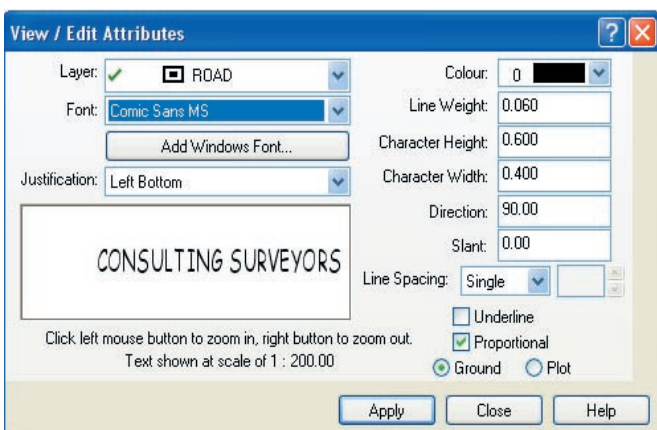 View / Edit Attributes
Layer: ROAD
Font: Comic Sans MS
Add Windows Font...
Justification: Left Bottom
CONSULTING SURVEYORS
Click left mouse button to zoom in, right button to zoom out.
Text shown at scale of 1 : 200.00
Colour: 0
Line Weight: 0.060
Character Height: 0.600
Character Width: 0.400
Direction: 90.00
Slant: 0.00
Line Spacing: Single
Underline
Proportional
Ground Plot
Apply Close Help